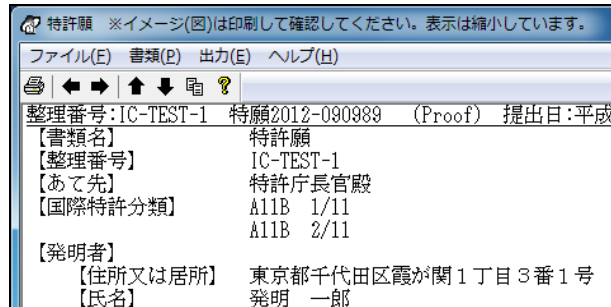 特許願　※イメージ(図)は印刷して確認してください。表示は縮小しています。
ファイル(F)　書類(P)　出力(E)　ヘルプ(H)
整理番号:IC-TEST-1　特願2012-090989　(Proof)　提出日:平成
【書類名】　特許願
【整理番号】　IC-TEST-1
【あて先】　特許庁長官殿
【国際特許分類】　A11B　1/11
A11B　2/11
【発明者】
【住所又は居所】　東京都千代田区霞が関1丁目3番1号
【氏名】　発明　一郎